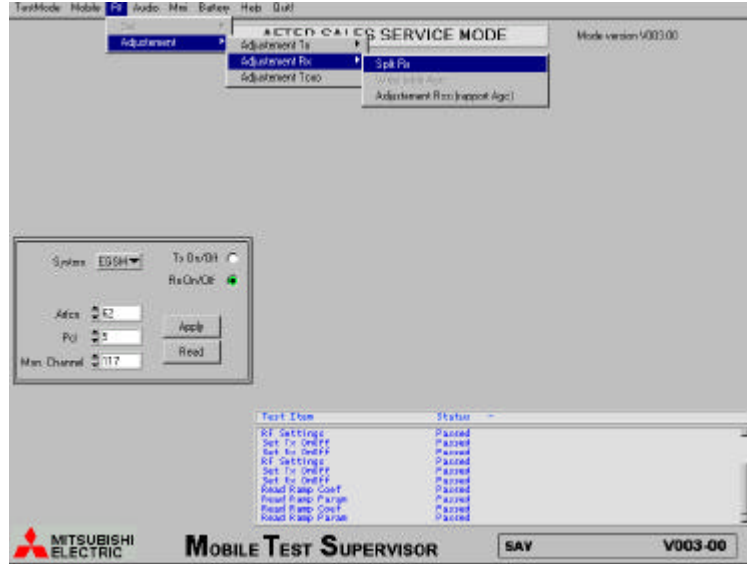 TestMode Mobile Rf Audio Mmi Battery Help Quit!
AFTER SALES SERVICE MODE
Mode version V003.00
Adjustement
Adjustement Tx
Adjustement Rx
Adjustement Tcxo
Split Rx
Adjustement Rssi (rapport Agc)
System EGSM
Tx On/Off
Rx On/Off
Arfcn 62
Pcl 5
Mon. Channel 117
Apply
Read
Test Item Status -
RF Settings Passed
Set Tx OnOff Passed
Set Rx OnOff Passed
RF Settings Passed
Set Tx OnOff Passed
Set Rx OnOff Passed
Read Ramp Coef Passed
Read Ramp Param Passed
Read Ramp Coef Passed
Read Ramp Param Passed
MITSUBISHI
ELECTRIC
MOBILE TEST SUPERVISOR
SAV
V003-00